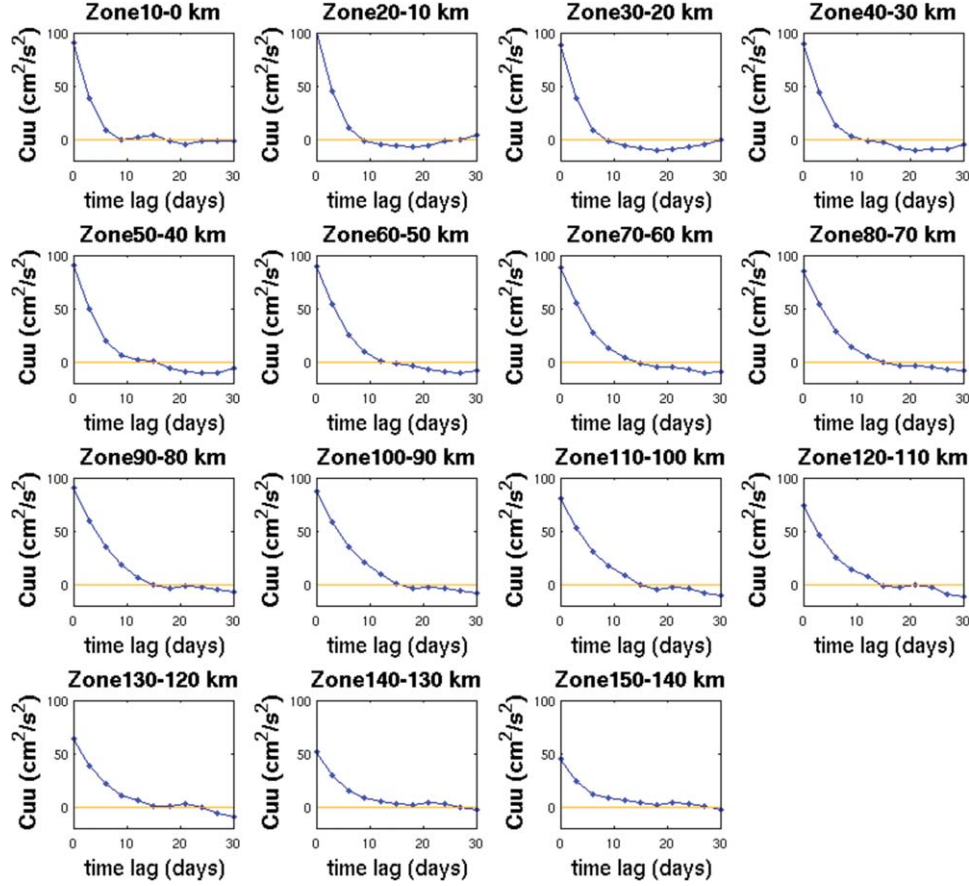 Zone10-0 km Zone20-10 km Zone30-20 km Zone40-30 km
Cuu (cm²/s²) Cuu (cm²/s²) Cuu (cm²/s²) Cuu (cm²/s²)
100 100 100 100
50 50 50 50
0 0 0 0
0 10 20 30 0 10 20 30 0 10 20 30 0 10 20 30
time lag (days) time lag (days) time lag (days) time lag (days)
Zone50-40 km Zone60-50 km Zone70-60 km Zone80-70 km
Cuu (cm²/s²) Cuu (cm²/s²) Cuu (cm²/s²) Cuu (cm²/s²)
100 100 100 100
50 50 50 50
0 0 0 0
0 10 20 30 0 10 20 30 0 10 20 30 0 10 20 30
time lag (days) time lag (days) time lag (days) time lag (days)
Zone90-80 km Zone100-90 km Zone110-100 km Zone120-110 km
Cuu (cm²/s²) Cuu (cm²/s²) Cuu (cm²/s²) Cuu (cm²/s²)
100 100 100 100
50 50 50 50
0 0 0 0
0 10 20 30 0 10 20 30 0 10 20 30 0 10 20 30
time lag (days) time lag (days) time lag (days) time lag (days)
Zone130-120 km Zone140-130 km Zone150-140 km
Cuu (cm²/s²) Cuu (cm²/s²) Cuu (cm²/s²)
100 100 100
50 50 50
0 0 0
0 10 20 30 0 10 20 30 0 10 20 30
time lag (days) time lag (days) time lag (days)